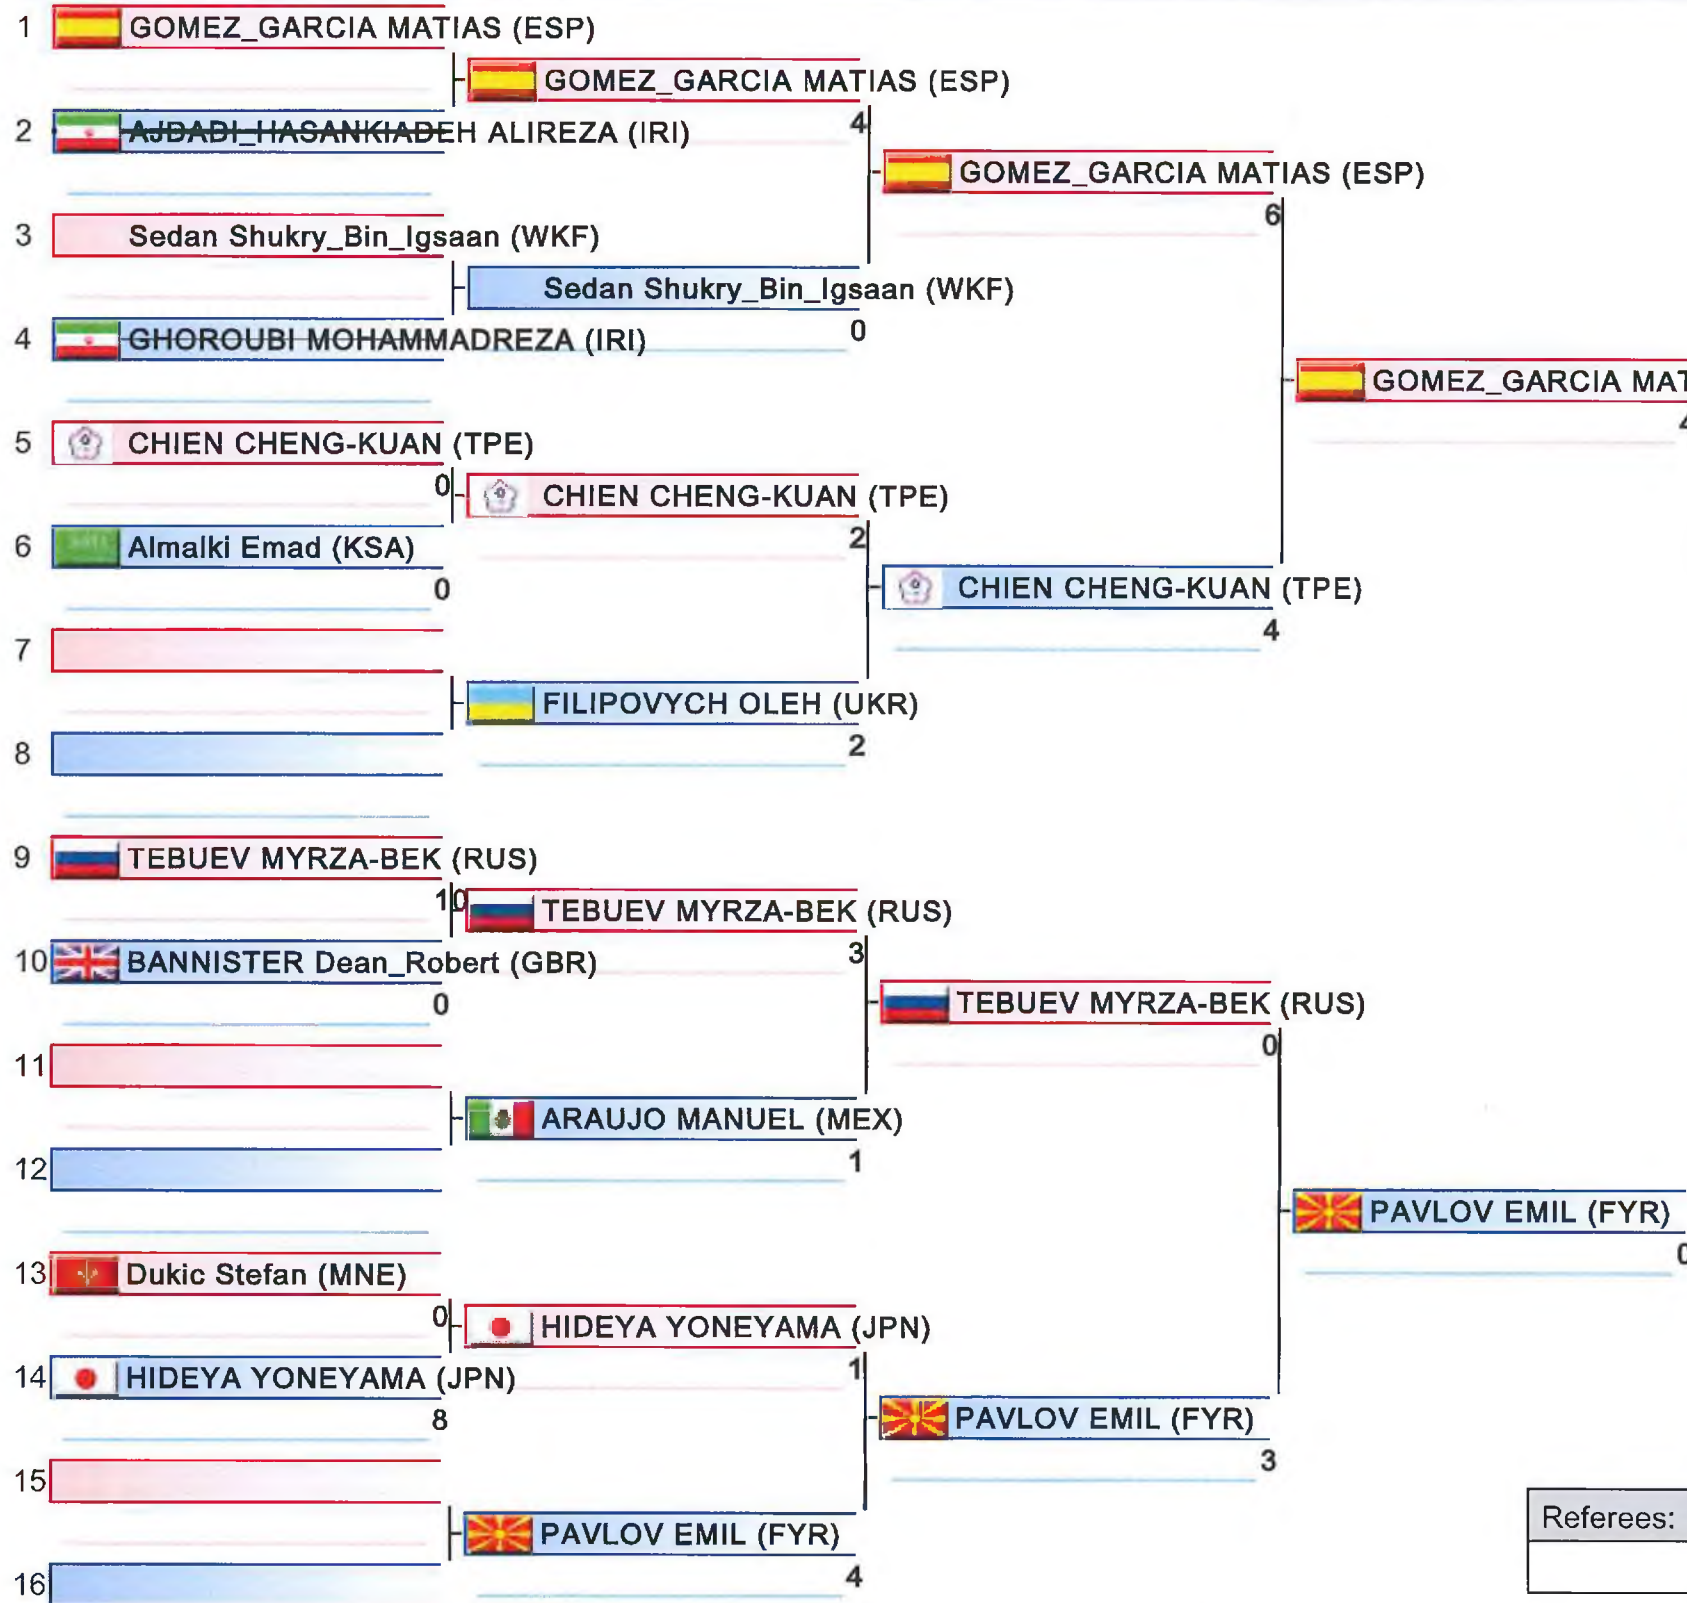 1 GOMEZ_GARCIA MATIAS (ESP)
GOMEZ_GARCIA MATIAS (ESP)
4
2 AJDADI_HASANKIADEH ALIREZA (IRI)
GOMEZ_GARCIA MATIAS (ESP)
6
3 Sedan Shukry_Bin_Igsaan (WKF)
Sedan Shukry_Bin_Igsaan (WKF)
0
4 GHOROUBI MOHAMMADREZA (IRI)
GOMEZ_GARCIA MAT
4
5 CHIEN CHENG-KUAN (TPE)
0
CHIEN CHENG-KUAN (TPE)
2
6 Almalki Emad (KSA)
0
CHIEN CHENG-KUAN (TPE)
4
7
FILIPOVYCH OLEH (UKR)
2
8
9 TEBUEV MYRZA-BEK (RUS)
10
TEBUEV MYRZA-BEK (RUS)
3
10 BANNISTER Dean_Robert (GBR)
0
TEBUEV MYRZA-BEK (RUS)
0
11
ARAUJO MANUEL (MEX)
1
12
PAVLOV EMIL (FYR)
0
13 Dukic Stefan (MNE)
0
HIDEYA YONEYAMA (JPN)
1
14 HIDEYA YONEYAMA (JPN)
8
PAVLOV EMIL (FYR)
3
15
PAVLOV EMIL (FYR)
4
16
Referees: